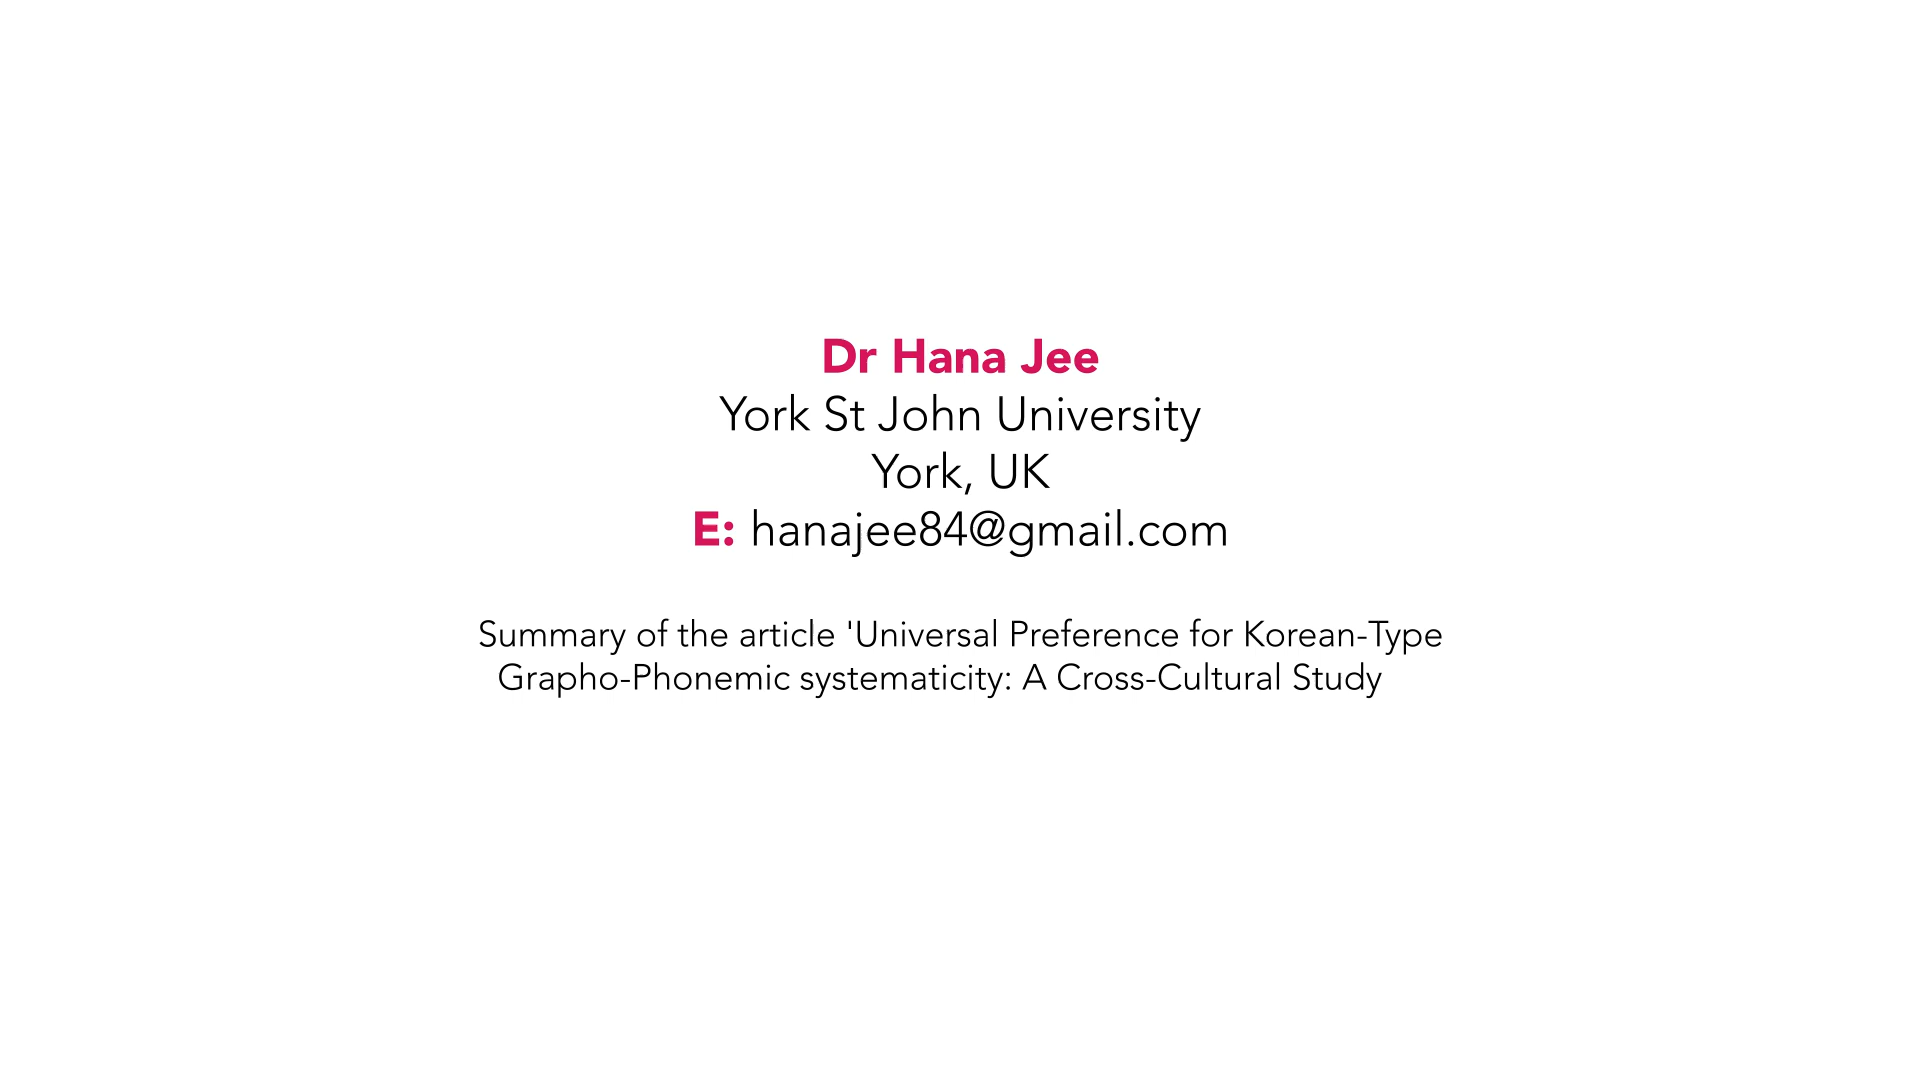 Dr Hana Jee
York St John University
York, UK
E: hanajee84@gmail.com
Summary of the article 'Universal Preference for Korean-Type
Grapho-Phonemic systematicity: A Cross-Cultural Study